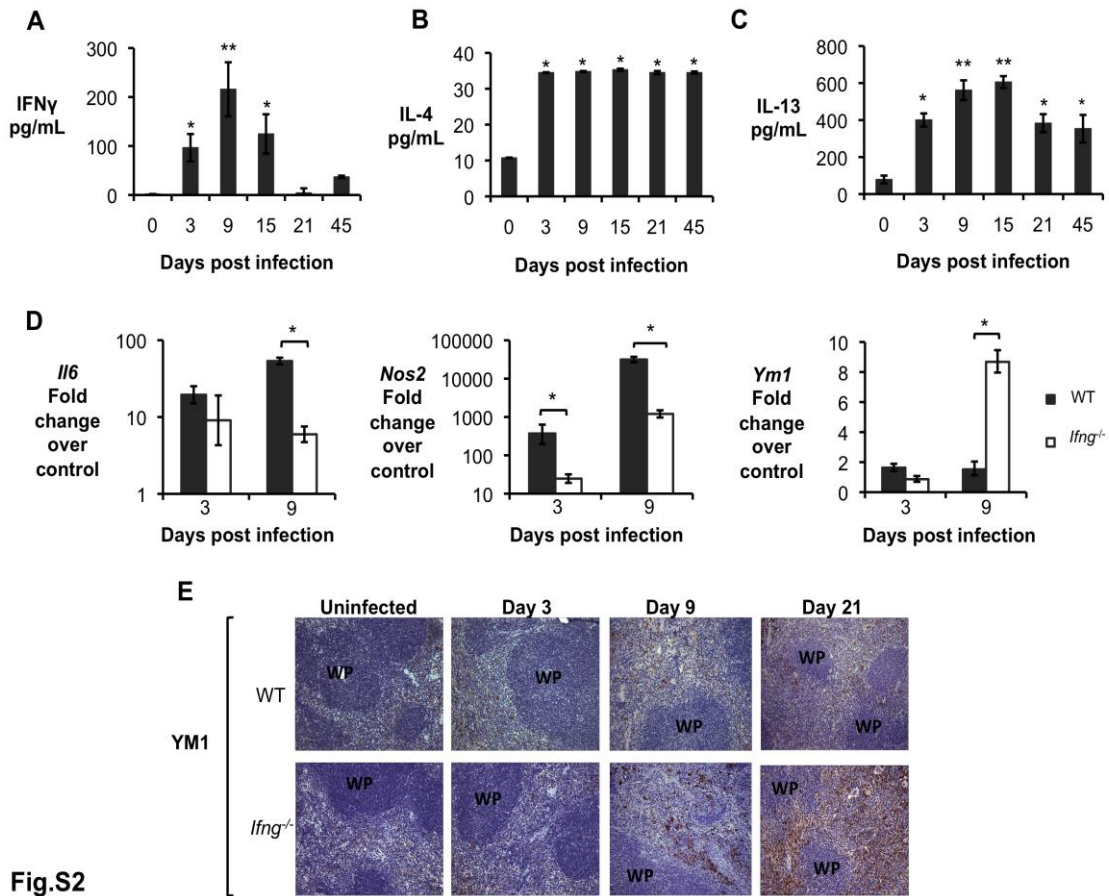 A
IFNγ
pg/mL
300
200
100
0
*
**
*
0 3 9 15 21 45
Days post infection
B
IL-4
pg/mL
40
30
20
10
0
* * * * *
0 3 9 15 21 45
Days post infection
C
IL-13
pg/mL
800
600
400
200
0
*
**
**
*
*
0 3 9 15 21 45
Days post infection
D
Il6
Fold
change
over
control
100
10
1
*
3 9
Days post infection
Nos2
Fold
change
over
control
100000
10000
1000
100
10
*
*
3 9
Days post infection
Ym1
Fold
change
over
control
10
8
6
4
2
0
*
3 9
Days post infection
WT
Ifng-/-
E
Uninfected Day 3 Day 9 Day 21
YM1
WT
WP WP WP WP WP
Ifng-/-
WP WP WP WP WP
Fig.S2